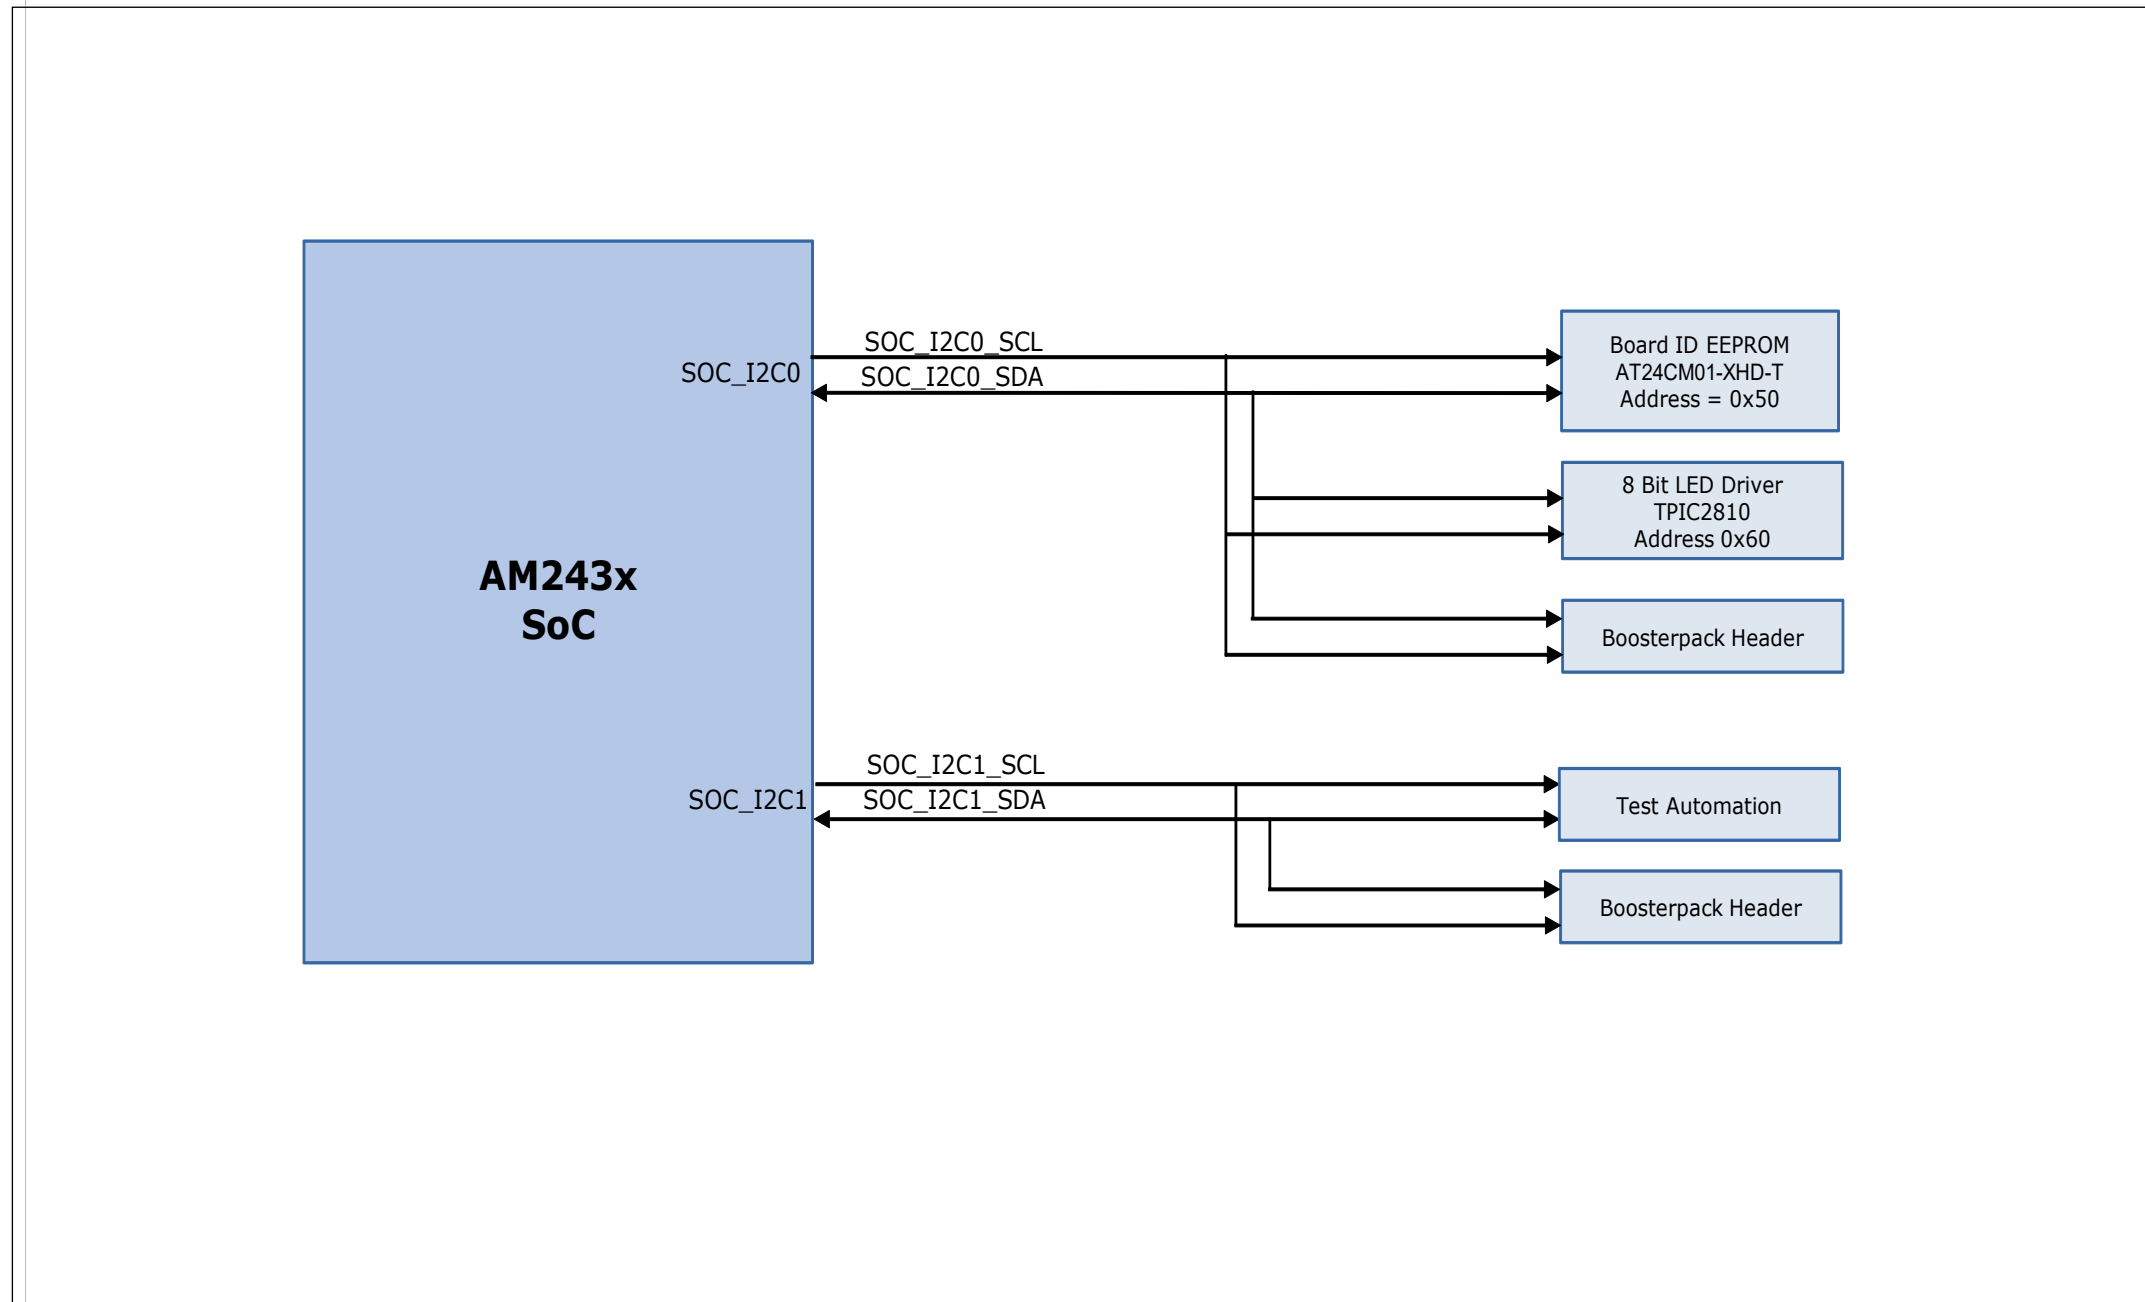 AM243x
SoC
SOC_I2C0
SOC_I2C0_SCL
SOC_I2C0_SDA
Board ID EEPROM
AT24CM01-XHD-T
Address = 0x50
8 Bit LED Driver
TPIC2810
Address 0x60
Boosterpack Header
SOC_I2C1
SOC_I2C1_SCL
SOC_I2C1_SDA
Test Automation
Boosterpack Header